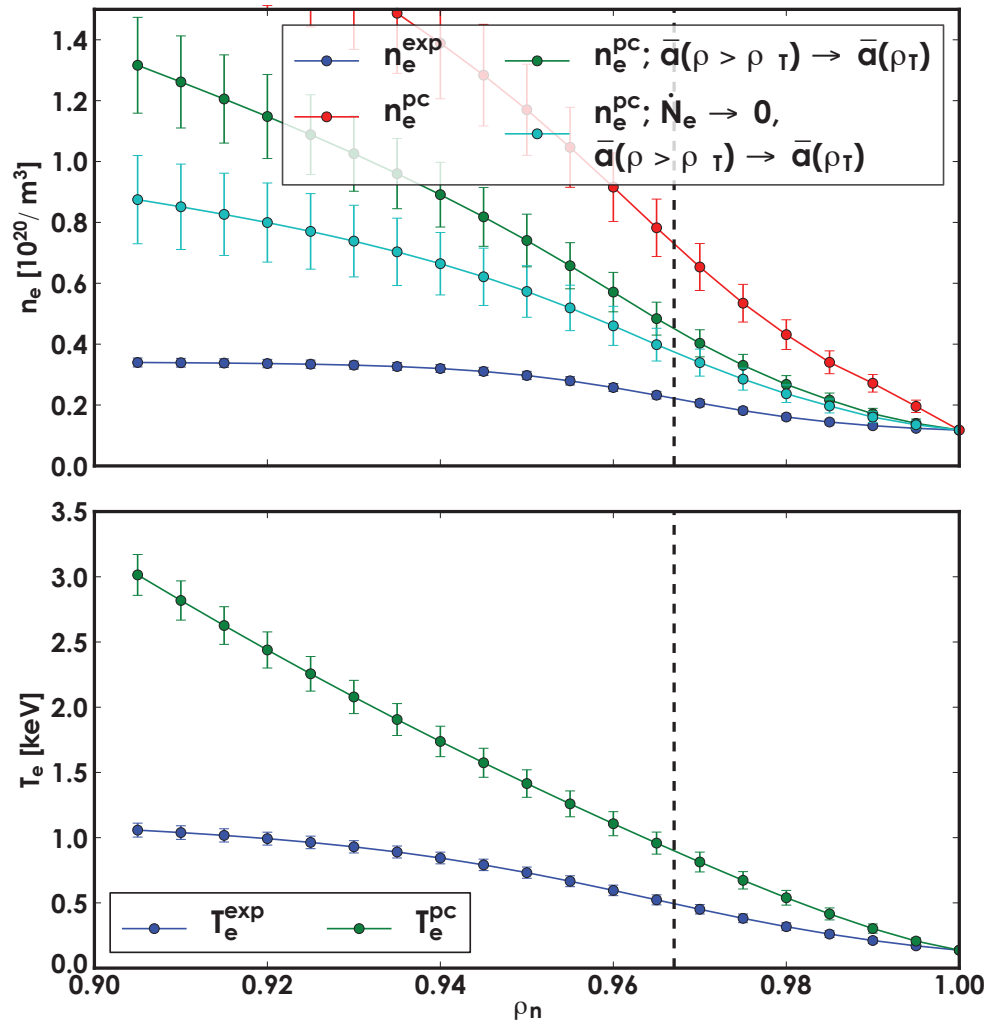 1.4
1.2
1.0
0.8
0.6
0.4
0.2
0.0
n_e [10^20/ m^3]
n_e^exp
n_e^pc
n_e^pc; ā(ρ > ρ_T) → ā(ρ_T)
n_e^pc; Ṅ_e → 0,
ā(ρ > ρ_T) → ā(ρ_T)
3.5
3.0
2.5
2.0
1.5
1.0
0.5
0.0
T_e [keV]
T_e^exp T_e^pc
0.90 0.92 0.94 0.96 0.98 1.00
ρ_n